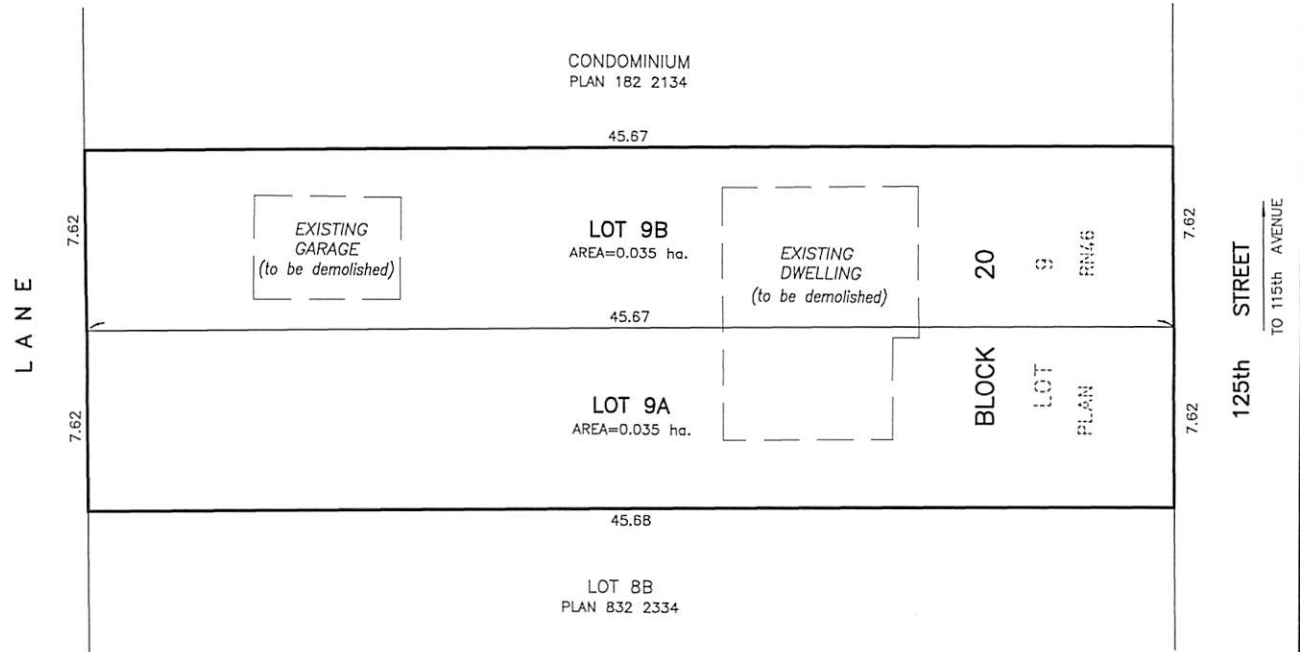 CONDOMINIUM
PLAN 182 2134
45.67
7.62
EXISTING
GARAGE
(to be demolished)
LOT 9B
AREA=0.035 ha.
EXISTING
DWELLING
(to be demolished)
7.62
LANE
45.67
BLOCK 20
LOT 9
PLAN RN46
125th STREET
TO 115th AVENUE
7.62
LOT 9A
AREA=0.035 ha.
7.62
45.68
LOT 8B
PLAN 832 2334